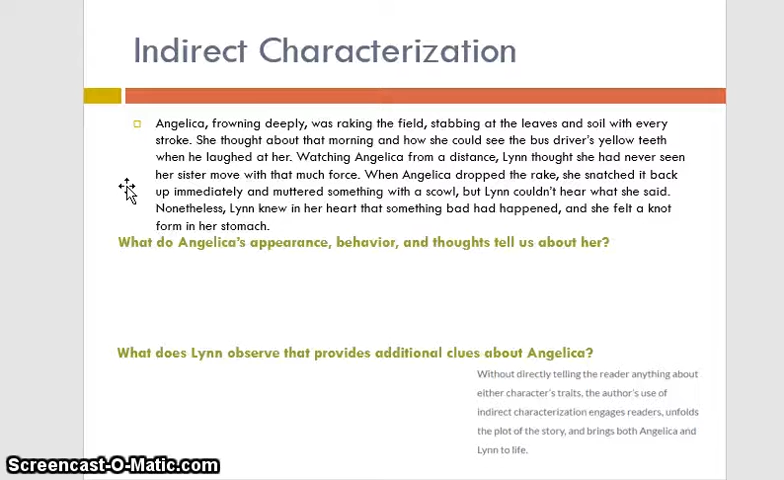 Indirect Characterization
Angelica, frowning deeply, was raking the field, stabbing at the leaves and soil with every
stroke. She thought about that morning and how she could see the bus driver's yellow teeth
when he laughed at her. Watching Angelica from a distance, Lynn thought she had never seen
her sister move with that much force. When Angelica dropped the rake, she snatched it back
up immediately and muttered something with a scowl, but Lynn couldn't hear what she said.
Nonetheless, Lynn knew in her heart that something bad had happened, and she felt a knot
form in her stomach.
What do Angelica's appearance, behavior, and thoughts tell us about her?
What does Lynn observe that provides additional clues about Angelica?
Without directly telling the reader anything about
either character's traits, the author's use of
indirect characterization engages readers, unfolds
the plot of the story, and brings both Angelica and
Lynn to life.
Screencast-O-Matic.com